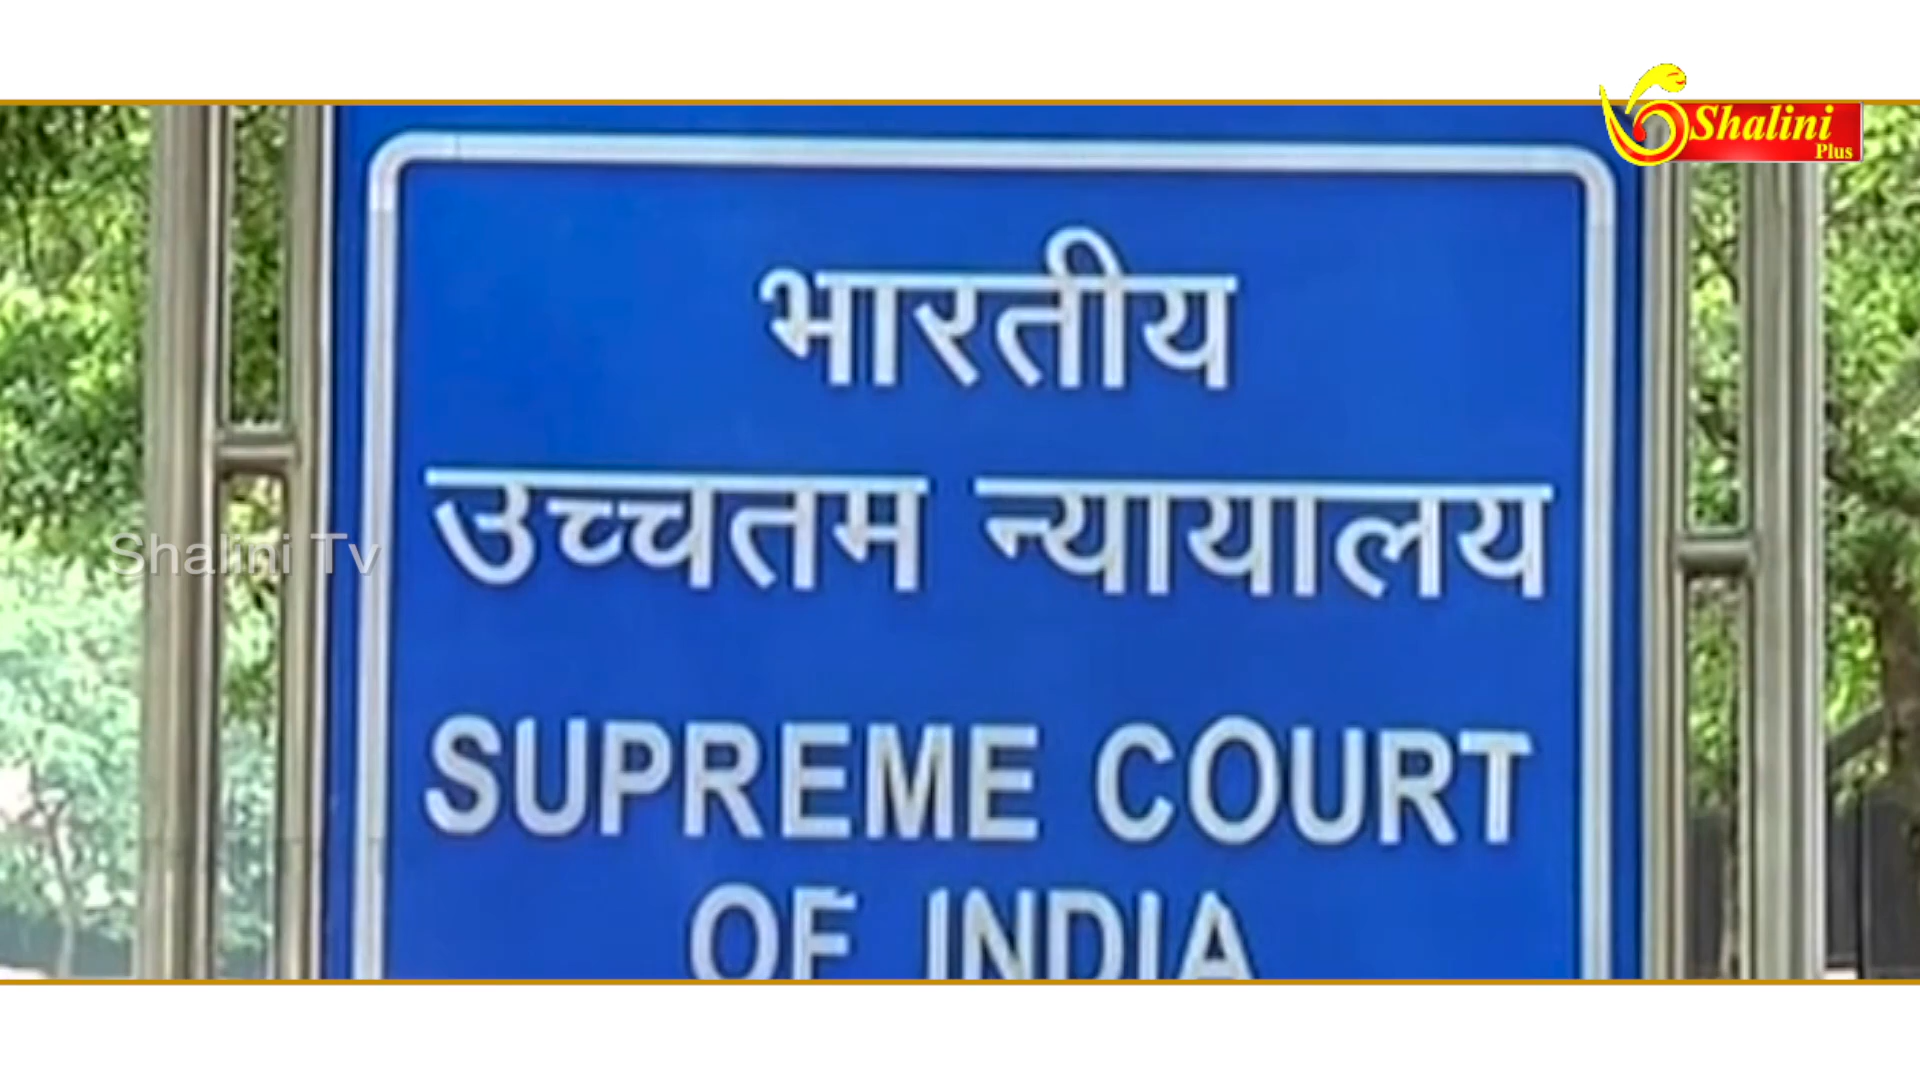 Shalini
Plus
भारतीय
उच्चतम न्यायालय
Shalini Tv
SUPREME COURT
OF INDIA